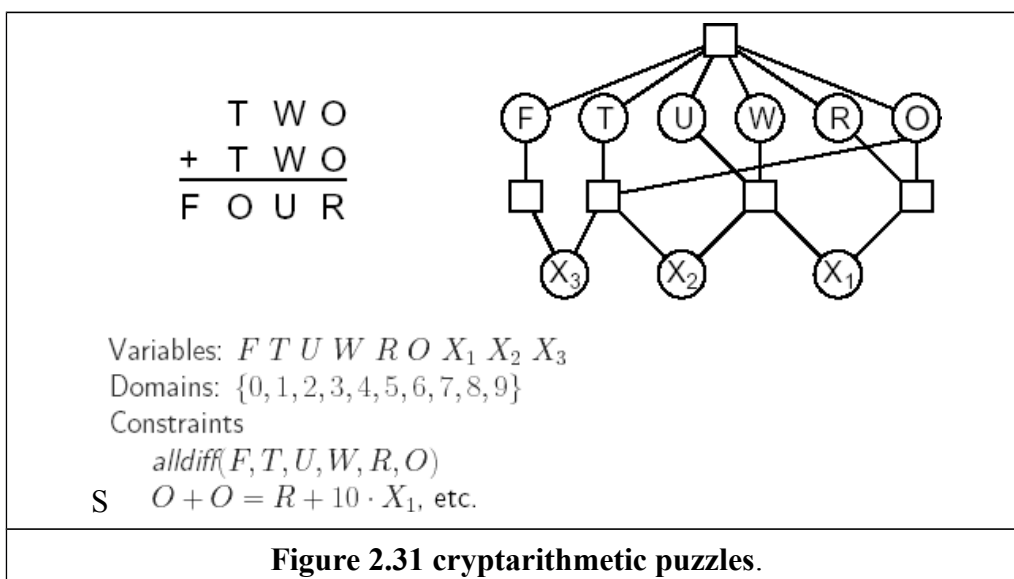 T W O
+ T W O
F O U R
F T U W R O
X₃ X₂ X₁
Variables: F T U W R O X₁ X₂ X₃
Domains: {0, 1, 2, 3, 4, 5, 6, 7, 8, 9}
Constraints
alldiff(F, T, U, W, R, O)
S O + O = R + 10 · X₁, etc.
Figure 2.31 cryptarithmetic puzzles.